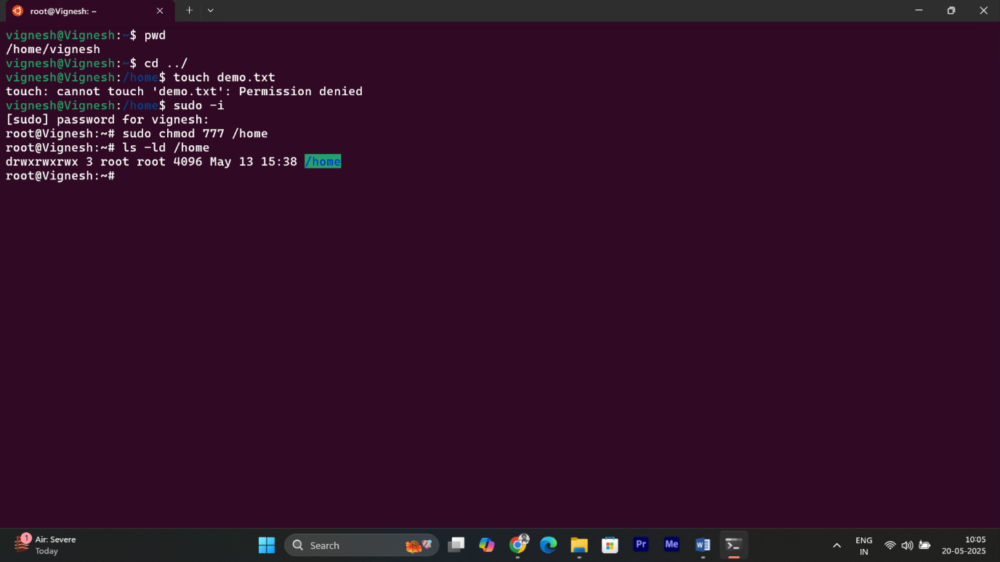 root@Vignesh: ~
vignesh@Vignesh:~$ pwd
/home/vignesh
vignesh@Vignesh:~$ cd ../
vignesh@Vignesh:/home$ touch demo.txt
touch: cannot touch 'demo.txt': Permission denied
vignesh@Vignesh:/home$ sudo -i
[sudo] password for vignesh:
root@Vignesh:~# sudo chmod 777 /home
root@Vignesh:~# ls -ld /home
drwxrwxrwx 3 root root 4096 May 13 15:38 /home
root@Vignesh:~#
1
Air: Severe
Today
Search
Pr
Me
W
ENG
IN
10:05
20-05-2025